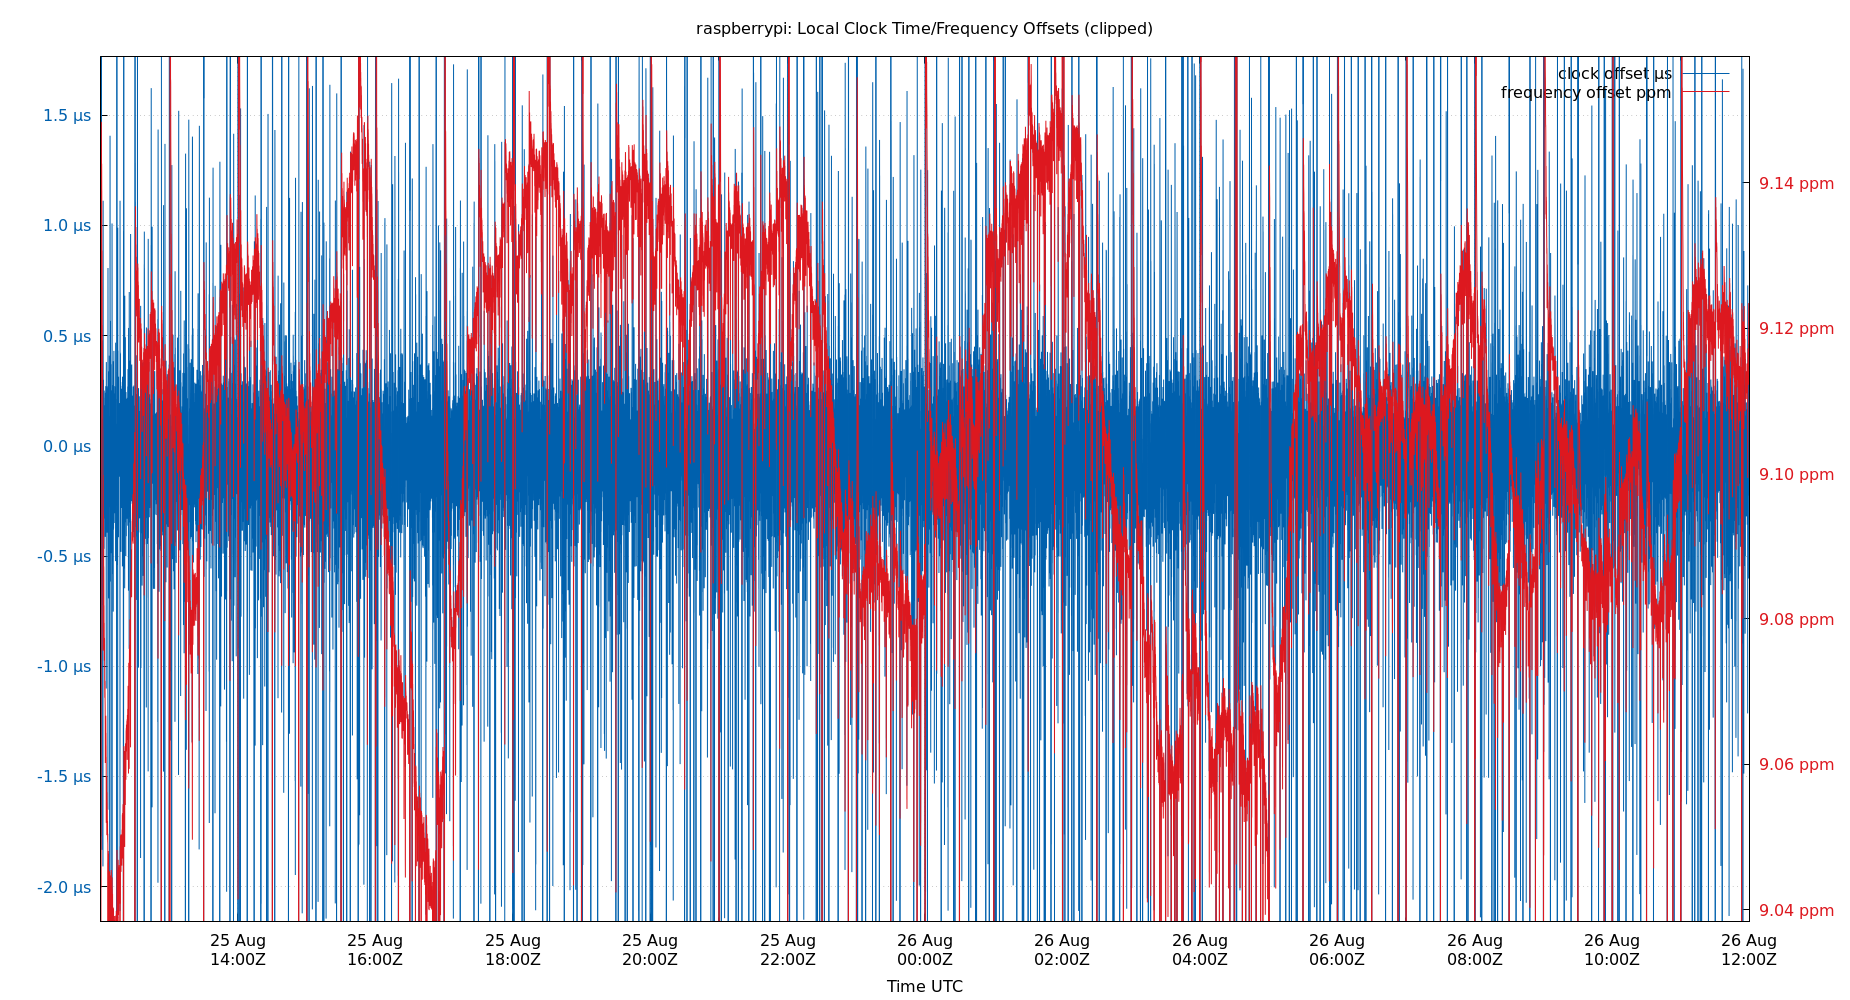 raspberrypi: Local Clock Time/Frequency Offsets (clipped)
clock offset µs
frequency offset ppm
1.5 µs
1.0 µs
0.5 µs
0.0 µs
-0.5 µs
-1.0 µs
-1.5 µs
-2.0 µs
9.14 ppm
9.12 ppm
9.10 ppm
9.08 ppm
9.06 ppm
9.04 ppm
25 Aug
14:00Z
25 Aug
16:00Z
25 Aug
18:00Z
25 Aug
20:00Z
25 Aug
22:00Z
26 Aug
00:00Z
26 Aug
02:00Z
26 Aug
04:00Z
26 Aug
06:00Z
26 Aug
08:00Z
26 Aug
10:00Z
26 Aug
12:00Z
Time UTC